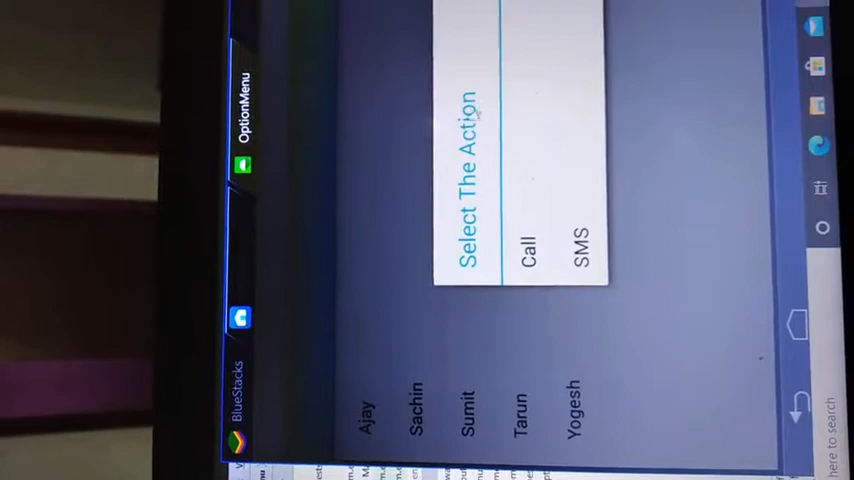 BlueStacks
OptionMenu
Select The Action
Call
SMS
Ajay
Sachin
Sumit
Tarun
Yogesh
here to search